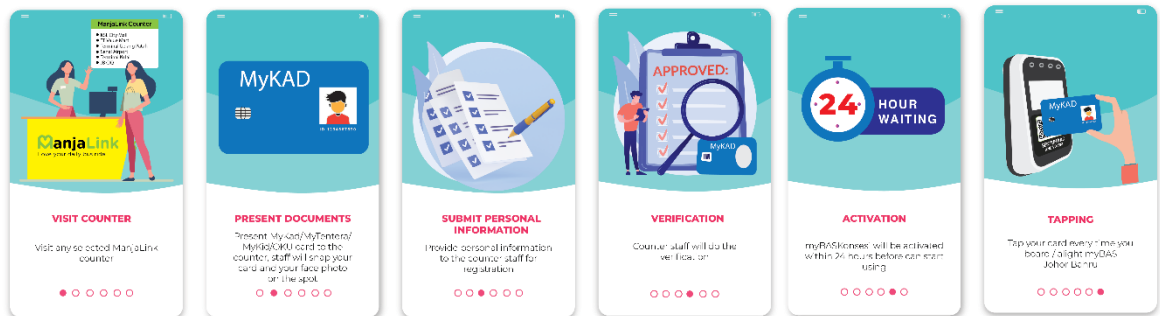 ManjaLink Counter
ManjaLink
Love your daily commute
VISIT COUNTER
Visit any selected ManjaLink
counter
MyKAD
PRESENT DOCUMENTS
Present MyKad/MyTentera/
MyKid/OKU card to the
counter, staff will snap your
card and your face photo
on the spot
SUBMIT PERSONAL
INFORMATION
Provide personal information
to the counter staff for
registration
APPROVED:
MyKAD
VERIFICATION
Counter staff will do the
verification
24
HOUR
WAITING
ACTIVATION
myBASKonsesi will be activated
within 24 hours before can start
using
MyKAD
TAPPING
Tap your card every time you
board / alight myBAS
Johor Bahru